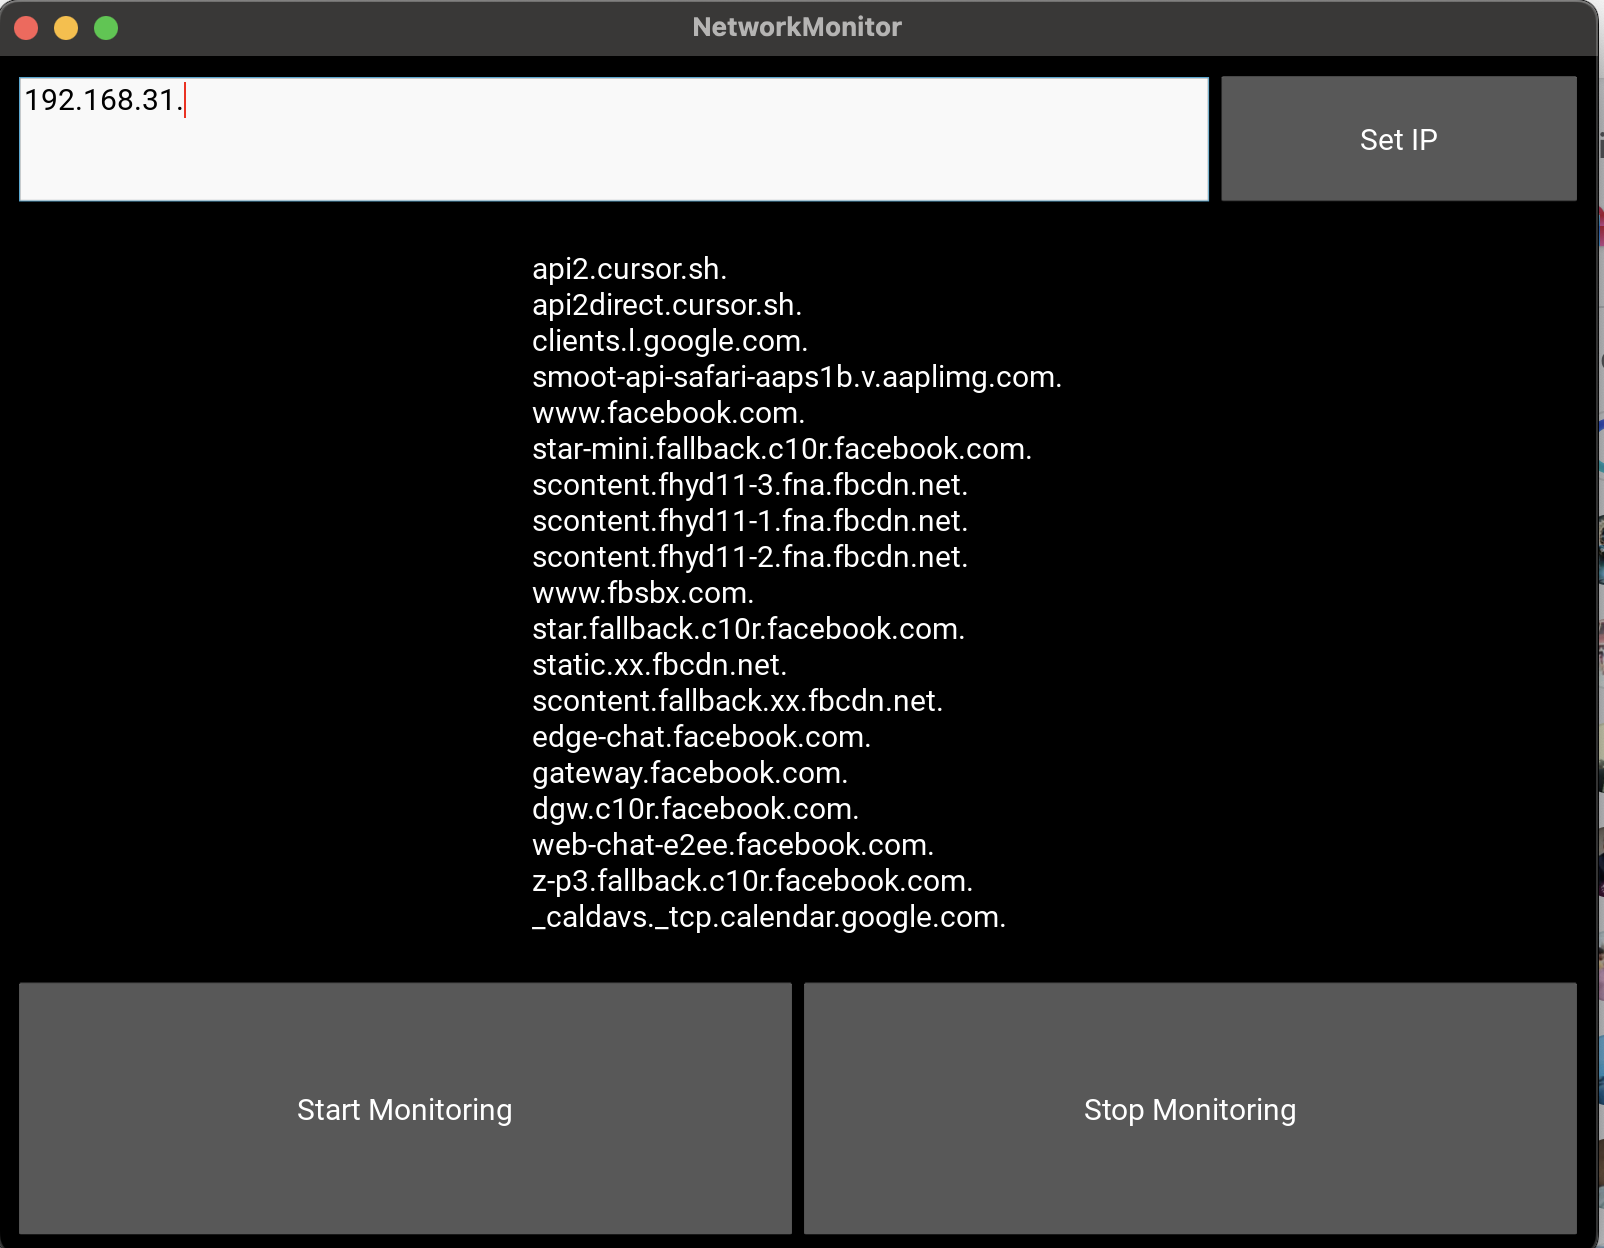 NetworkMonitor
192.168.31.
Set IP
api2.cursor.sh.
api2direct.cursor.sh.
clients.l.google.com.
smoot-api-safari-aaps1b.v.aaplimg.com.
www.facebook.com.
star-mini.fallback.c10r.facebook.com.
scontent.fhyd11-3.fna.fbcdn.net.
scontent.fhyd11-1.fna.fbcdn.net.
scontent.fhyd11-2.fna.fbcdn.net.
www.fbsbx.com.
star.fallback.c10r.facebook.com.
static.xx.fbcdn.net.
scontent.fallback.xx.fbcdn.net.
edge-chat.facebook.com.
gateway.facebook.com.
dgw.c10r.facebook.com.
web-chat-e2ee.facebook.com.
z-p3.fallback.c10r.facebook.com.
_caldavs._tcp.calendar.google.com.
Start Monitoring
Stop Monitoring